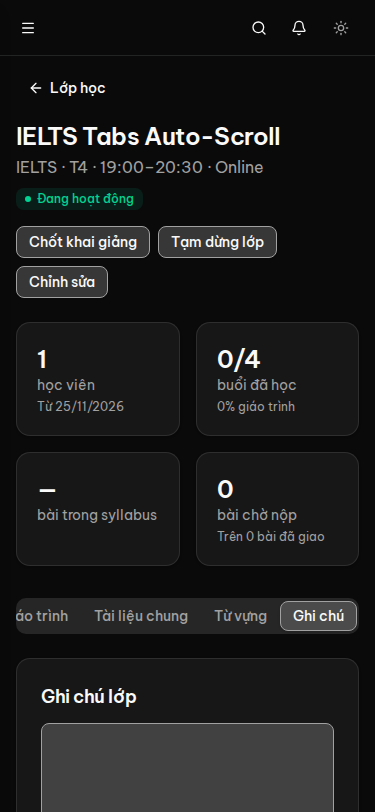 Lớp học
IELTS Tabs Auto-Scroll
IELTS · T4 · 19:00–20:30 · Online
Đang hoạt động
Chốt khai giảng
Tạm dừng lớp
Chỉnh sửa
1
học viên
Từ 25/11/2026
0/4
buổi đã học
0% giáo trình
—
bài trong syllabus
0
bài chờ nộp
Trên 0 bài đã giao
áo trình
Tài liệu chung
Từ vựng
Ghi chú
Ghi chú lớp